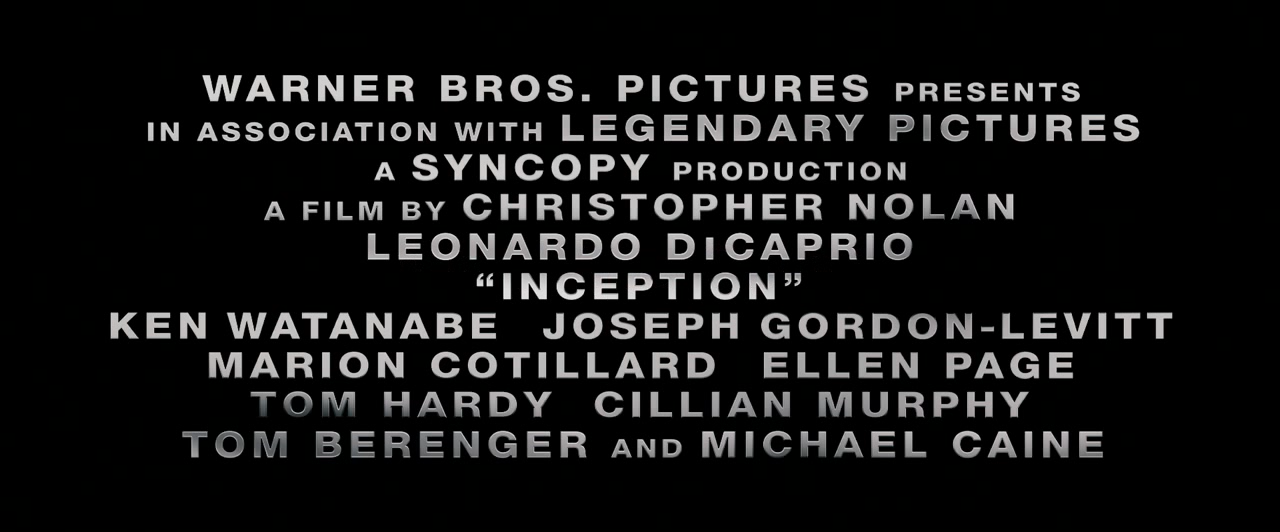 WARNER BROS. PICTURES PRESENTS
IN ASSOCIATION WITH LEGENDARY PICTURES
A SYNCOPY PRODUCTION
A FILM BY CHRISTOPHER NOLAN
LEONARDO DiCAPRIO
“INCEPTION”
KEN WATANABE JOSEPH GORDON-LEVITT
MARION COTILLARD ELLEN PAGE
TOM HARDY CILLIAN MURPHY
TOM BERENGER AND MICHAEL CAINE